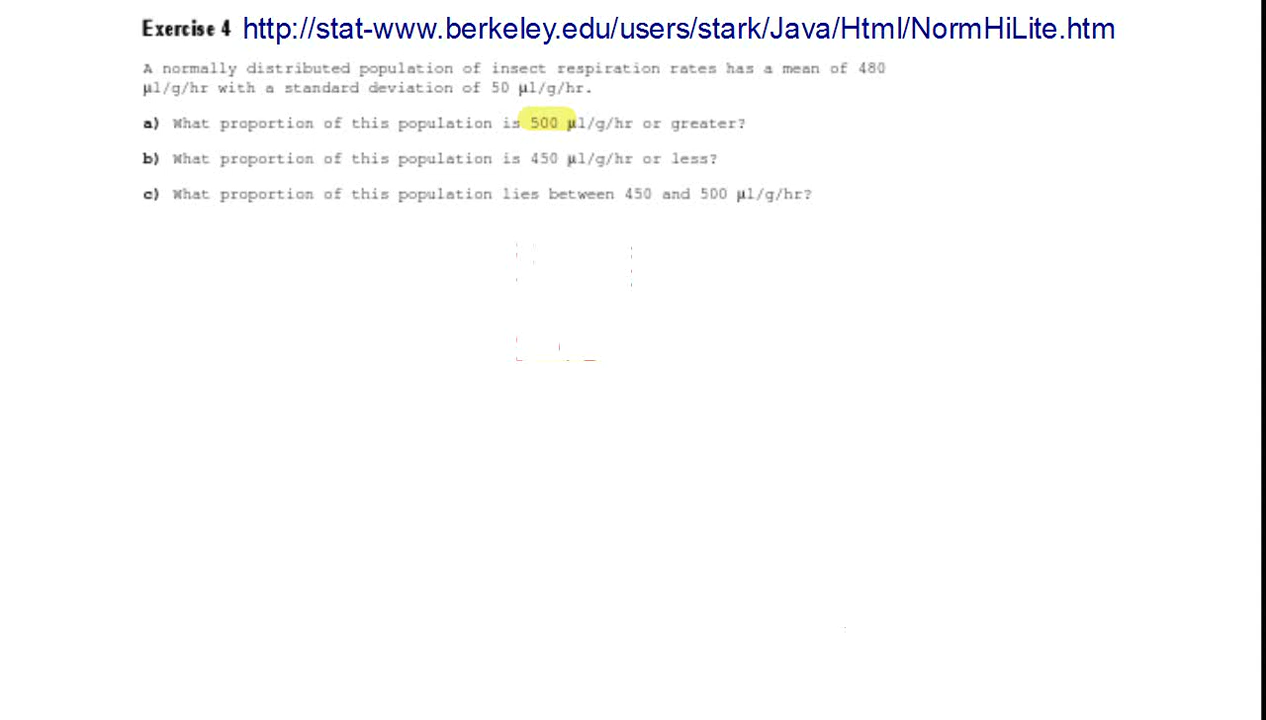 Exercise 4 http://stat-www.berkeley.edu/users/stark/Java/Html/NormHiLite.htm
A normally distributed population of insect respiration rates has a mean of 480
µl/g/hr with a standard deviation of 50 µl/g/hr.
a) What proportion of this population is 500 µl/g/hr or greater?
b) What proportion of this population is 450 µl/g/hr or less?
c) What proportion of this population lies between 450 and 500 µl/g/hr?